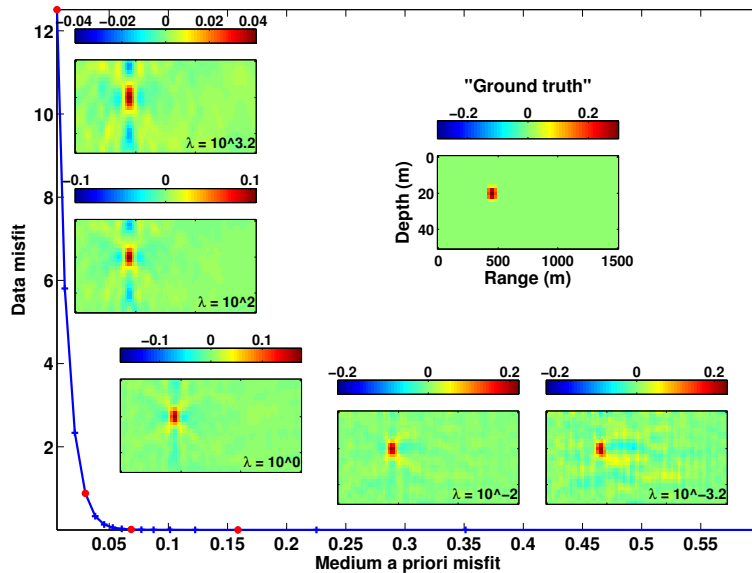 12
10
8
6
4
2
Data misfit
−0.04 −0.02 0 0.02 0.04
λ = 10^3.2
−0.1 0 0.1
λ = 10^2
−0.1 0 0.1
λ = 10^0
−0.2 0 0.2
λ = 10^−2
−0.2 0 0.2
λ = 10^−3.2
"Ground truth"
−0.2 0 0.2
0
20
40
Depth (m)
0 500 1000 1500
Range (m)
0.05 0.1 0.15 0.2 0.25 0.3 0.35 0.4 0.45 0.5 0.55
Medium a priori misfit